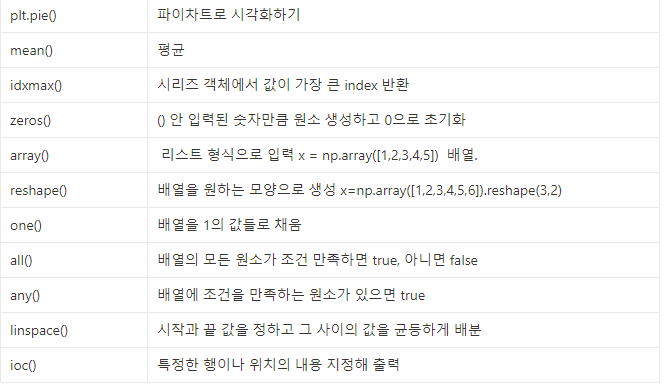 plt.pie() 파이차트로 시각화하기
mean() 평균
idxmax() 시리즈 객체에서 값이 가장 큰 index 반환
zeros() () 안 입력된 숫자만큼 원소 생성하고 0으로 초기화
array() 리스트 형식으로 입력 x = np.array([1,2,3,4,5]) 배열.
reshape() 배열을 원하는 모양으로 생성 x=np.array([1,2,3,4,5,6]).reshape(3,2)
one() 배열을 1의 값들로 채움
all() 배열의 모든 원소가 조건 만족하면 true, 아니면 false
any() 배열에 조건을 만족하는 원소가 있으면 true
linspace() 시작과 끝 값을 정하고 그 사이의 값을 균등하게 배분
ioc() 특정한 행이나 위치의 내용 지정해 출력